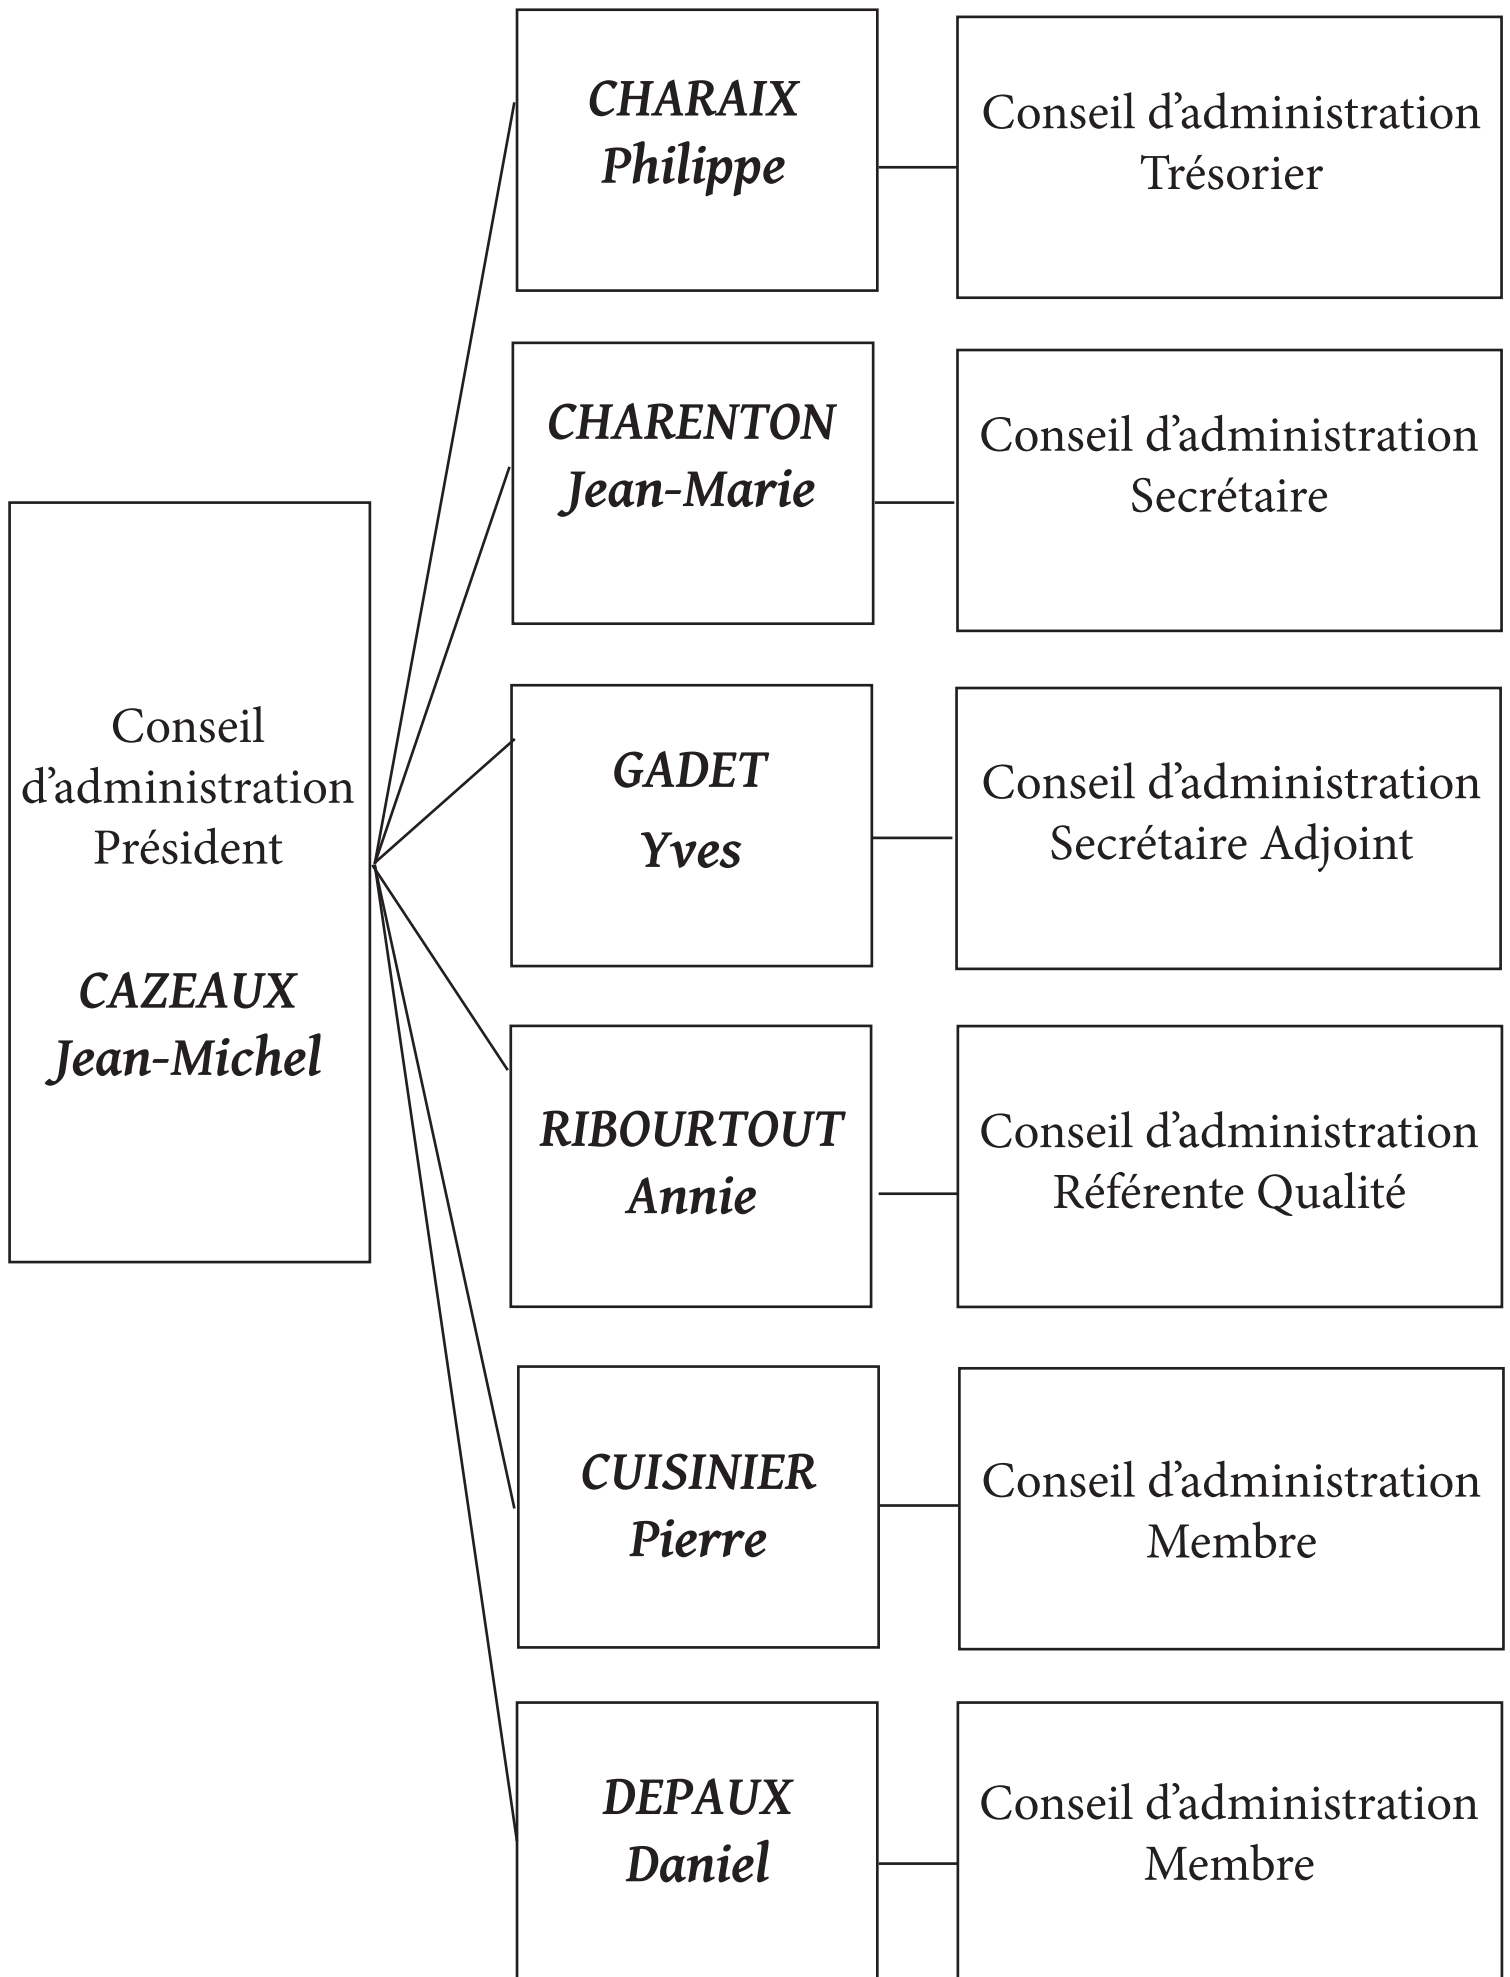 Conseil
d’administration
Président
CAZEAUX
Jean-Michel
CHARAIX
Philippe
Conseil d’administration
Trésorier
CHARENTON
Jean-Marie
Conseil d’administration
Secrétaire
GADET
Yves
Conseil d’administration
Secrétaire Adjoint
RIBOURTOUT
Annie
Conseil d’administration
Référente Qualité
CUISINIER
Pierre
Conseil d’administration
Membre
DEPAUX
Daniel
Conseil d’administration
Membre